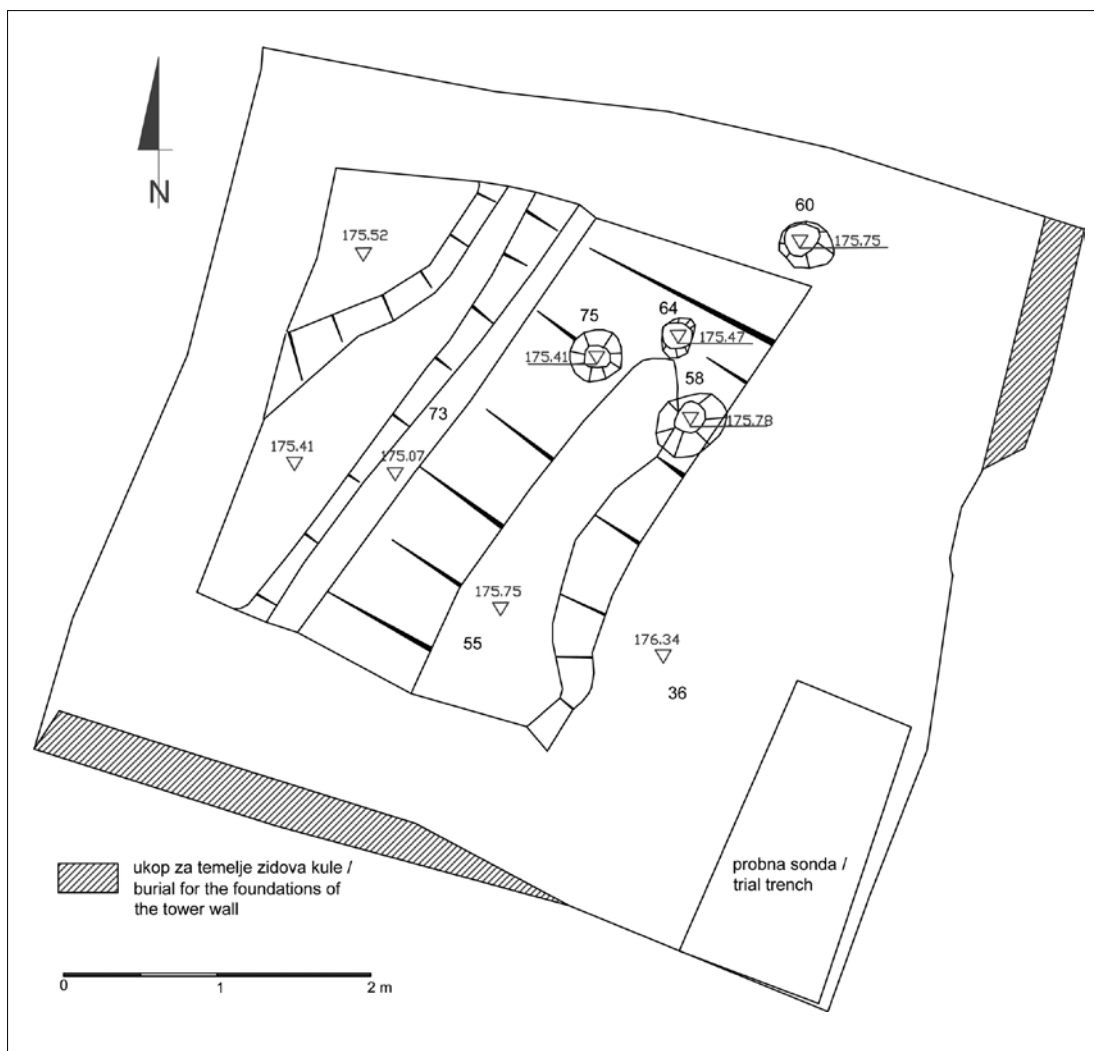 N
60
175.52
175.75
75
64
175.47
175.41
58
73
175.78
175.41
175.07
175.75
55
176.34
36
probna sonda /
trial trench
ukop za temelje zidova kule /
burial for the foundations of
the tower wall
0
1
2 m